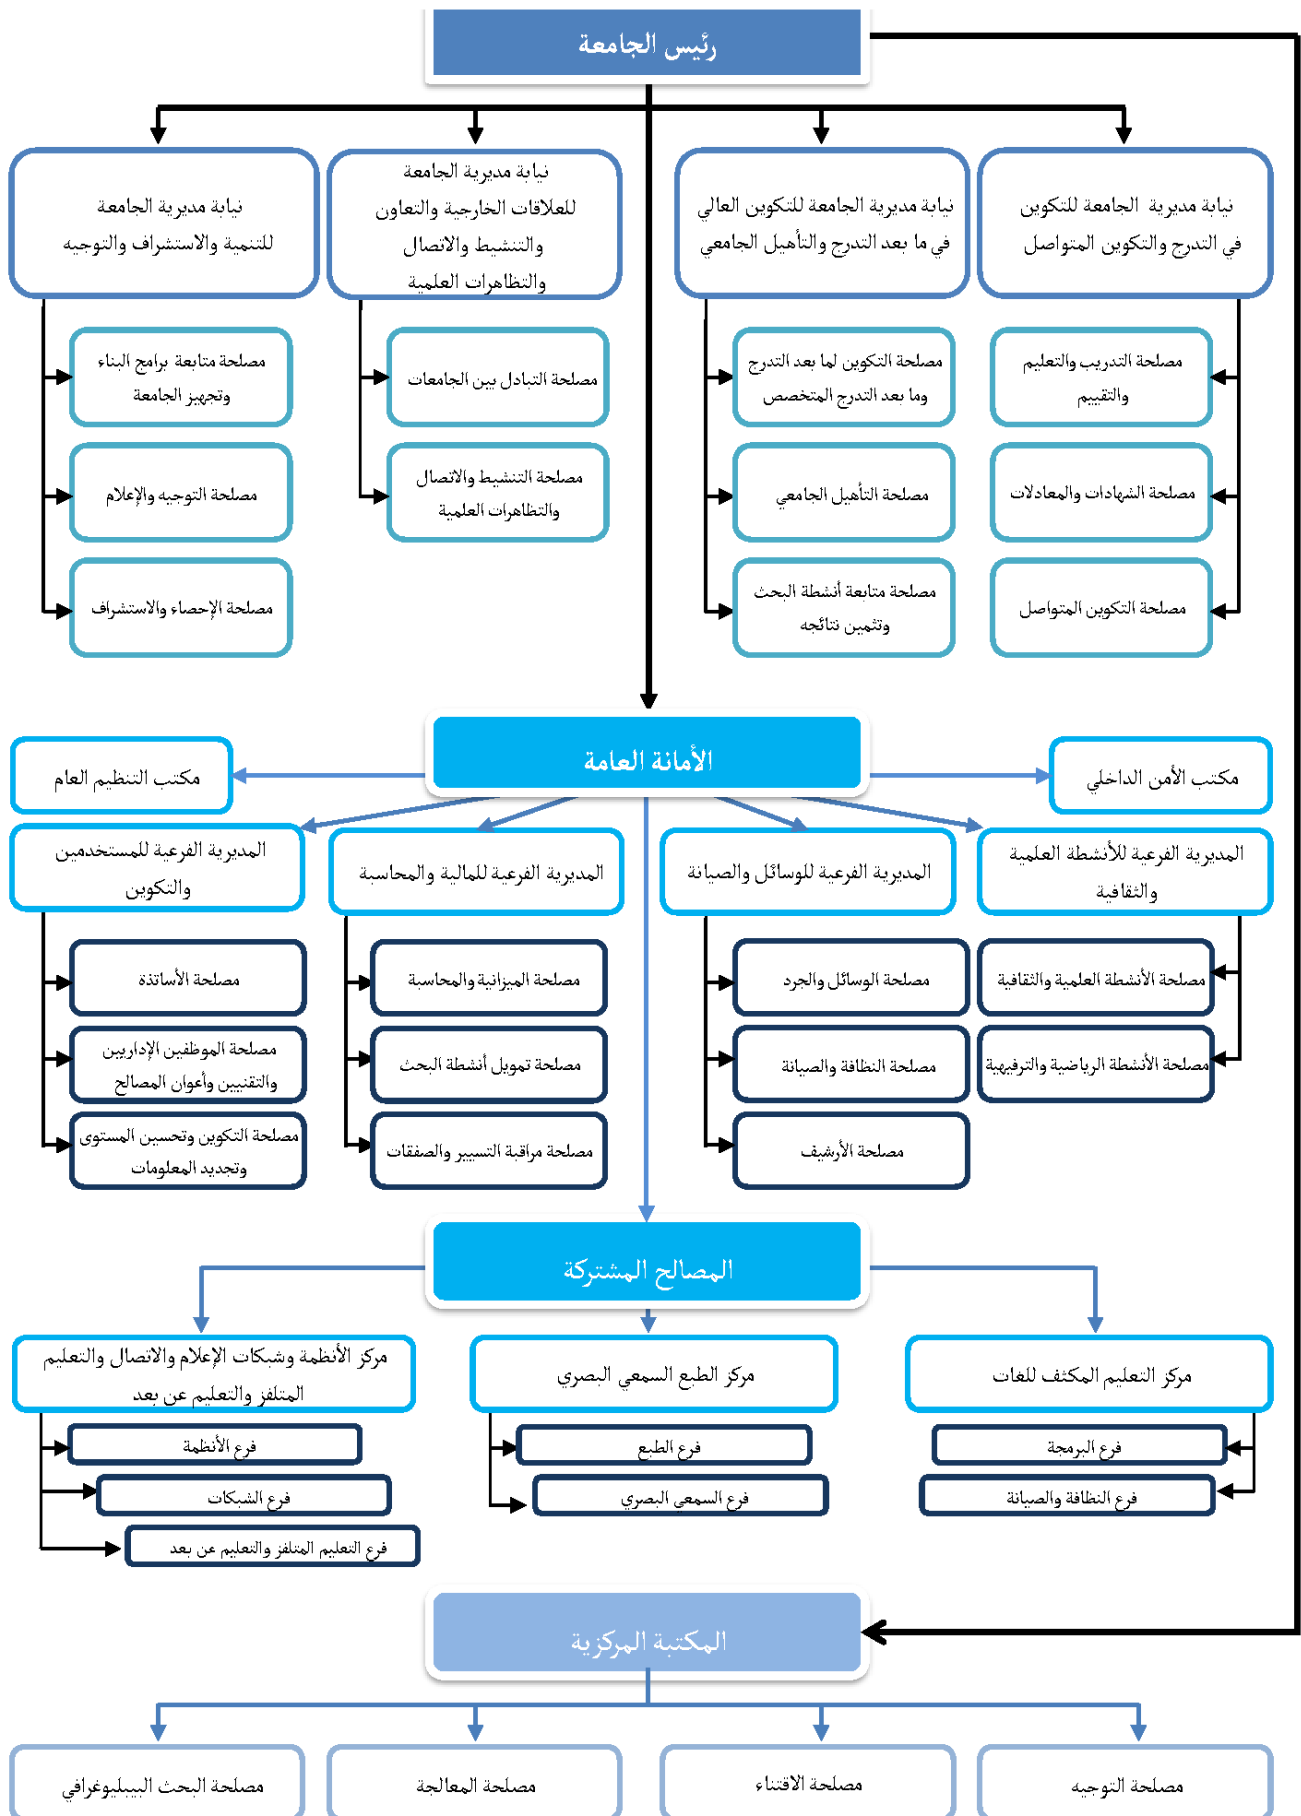 رئيس الجامعة
نيابة مديرية الجامعة للتكوين
في التدرج والتكوين المتواصل
نيابة مديرية الجامعة للتكوين العالي
في ما بعد التدرج والتأهيل الجامعي
نيابة مديرية الجامعة
للعلاقات الخارجية والتعاون
والتنشيط والاتصال
والتظاهرات العلمية
نيابة مديرية الجامعة
للتنمية والاستشراف والتوجيه
مصلحة التدريب والتعليم
والتقييم
مصلحة التكوين لما بعد التدرج
وما بعد التدرج المتخصص
مصلحة التبادل بين الجامعات
مصلحة متابعة برامج البناء
وتجهيز الجامعة
مصلحة الشهادات والمعادلات
مصلحة التأهيل الجامعي
مصلحة التنشيط والاتصال
والتظاهرات العلمية
مصلحة التوجيه والإعلام
مصلحة التكوين المتواصل
مصلحة متابعة أنشطة البحث
وتثمين نتائجه
مصلحة الإحصاء والاستشراف
الأمانة العامة
مكتب الأمن الداخلي
مكتب التنظيم العام
المديرية الفرعية للأنشطة العلمية
والثقافية
المديرية الفرعية للوسائل والصيانة
المديرية الفرعية للمالية والمحاسبة
المديرية الفرعية للمستخدمين
والتكوين
مصلحة الأنشطة العلمية والثقافية
مصلحة الوسائل والجرد
مصلحة الميزانية والمحاسبة
مصلحة الأساتذة
مصلحة الأنشطة الرياضية والترفيهية
مصلحة النظافة والصيانة
مصلحة تمويل أنشطة البحث
مصلحة الموظفين الإداريين
والتقنيين وأعوان المصالح
مصلحة الأرشيف
مصلحة مراقبة التسيير والصفقات
مصلحة التكوين وتحسين المستوى
وتجديد المعلومات
المصالح المشتركة
مركز التعليم المكثف للغات
مركز الطبع السمعي البصري
مركز الأنظمة وشبكات الإعلام والاتصال والتعليم
المتلفز والتعليم عن بعد
فرع البرمجة
فرع الطبع
فرع الأنظمة
فرع النظافة والصيانة
فرع السمعي البصري
فرع الشبكات
فرع التعليم المتلفز والتعليم عن بعد
المكتبة المركزية
مصلحة التوجيه
مصلحة الاقتناء
مصلحة المعالجة
مصلحة البحث البيبليوغرافي